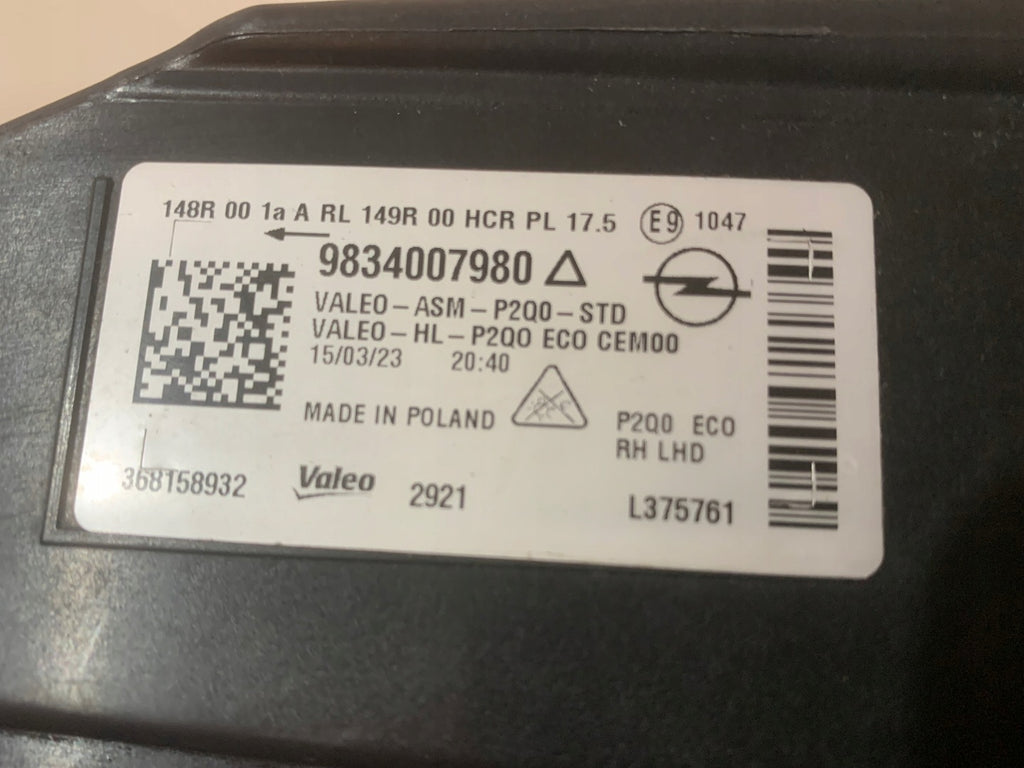 148R 00 1a A RL 149R 00 HCR PL 17.5 E9 1047
9834007980
VALEO-ASM-P2Q0-STD
VALEO-HL-P2Q0 ECO CEM00
15/03/23 20:40
MADE IN POLAND
P2Q0 ECO
RH LHD
368158932
Valeo
2921
L375761